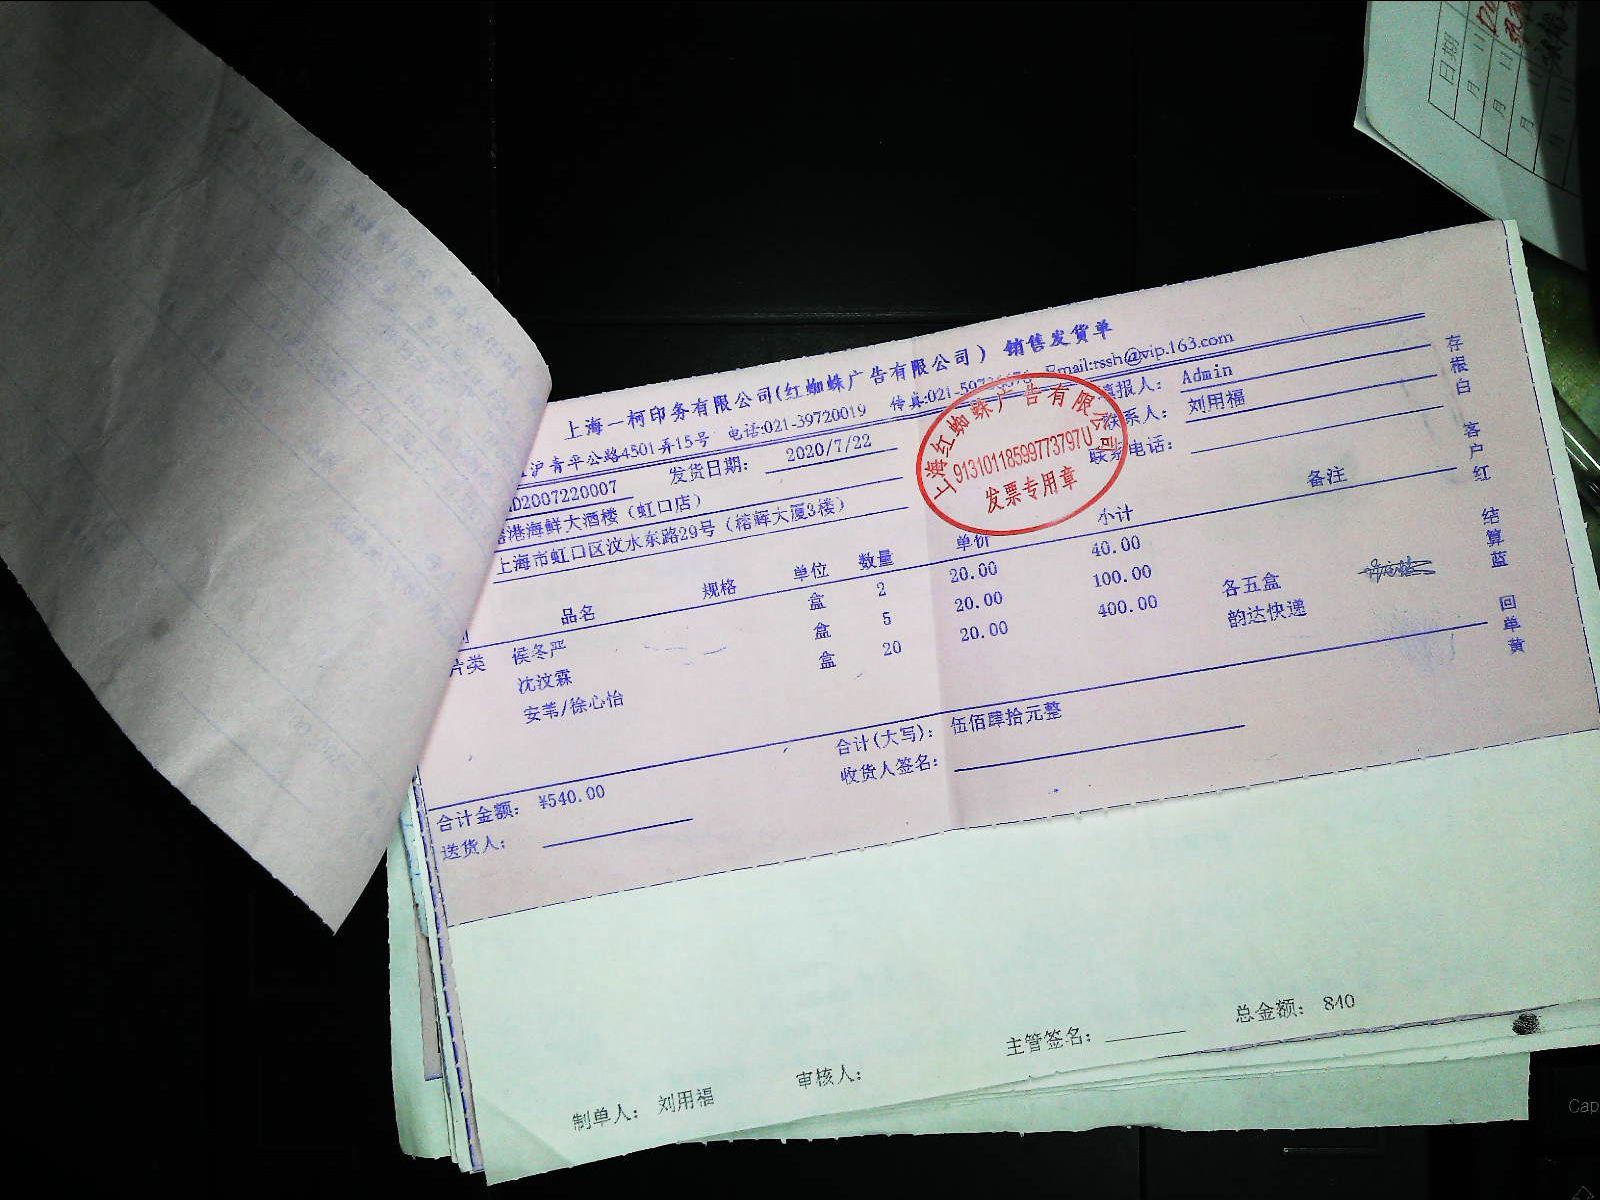 上海一柯印务有限公司(红蜘蛛广告有限公司) 销售发货单
沪青平公路4501弄15号 电话:021-39720019 传真:021-59 Email:rssh@vip.163.com
D2007220007 发货日期: 2020/7/22 填报人: Admin
港海鲜大酒楼（虹口店） 联系人: 刘用福
上海市虹口区汶水东路29号（榕辉大厦3楼） 联系电话:
品名 规格 单位 数量 单价 小计 备注
片类 侯冬严 盒 2 20.00 40.00
沈汶霖 盒 5 20.00 100.00 各五盒
安苇/徐心怡 盒 20 20.00 400.00 韵达快递
合计金额: ¥540.00 合计(大写): 伍佰肆拾元整
送货人: 收货人签名:
存根白 客户红 结算蓝 回单黄
上海红蜘蛛广告有限公司
91310118599773797U
发票专用章
制单人: 刘用福 审核人: 主管签名: 总金额: 840
日期
月 日
月 日
月
月
Cap